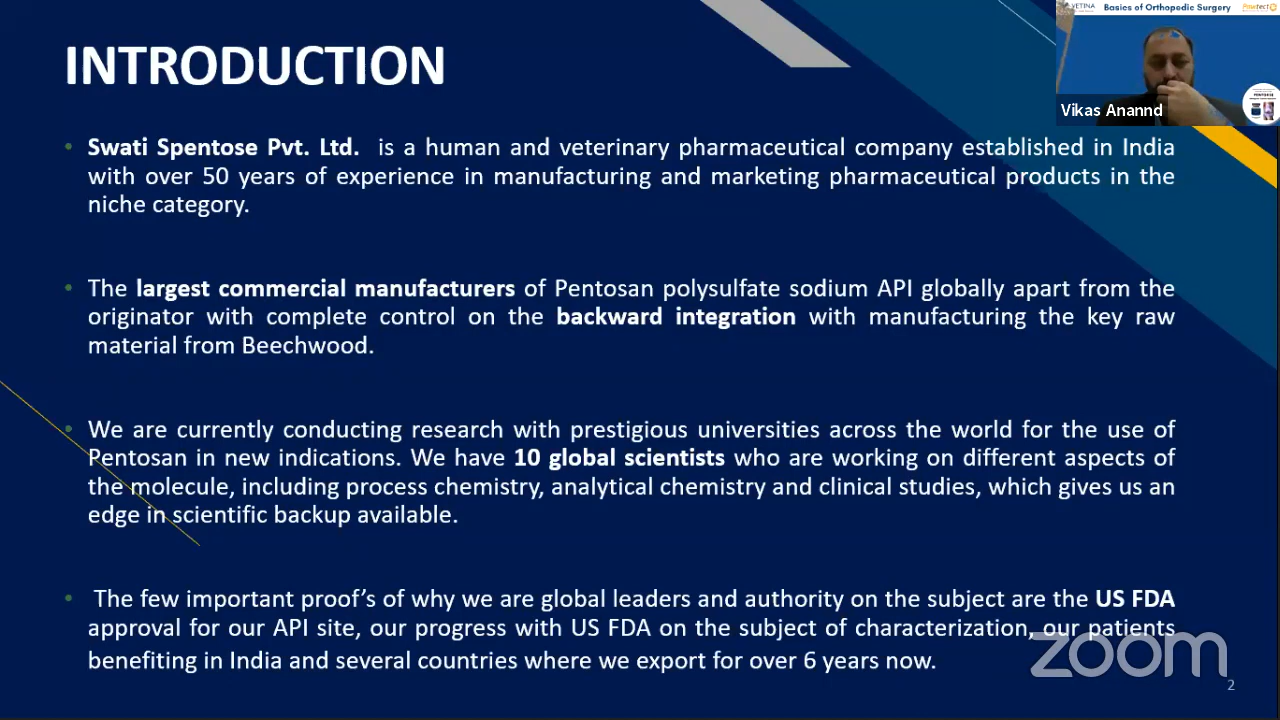 VETINA
Basics of Orthopedic Surgery
INTRODUCTION
Vikas Anannd
• Swati Spentose Pvt. Ltd. is a human and veterinary pharmaceutical company established in India
with over 50 years of experience in manufacturing and marketing pharmaceutical products in the
niche category.
• The largest commercial manufacturers of Pentosan polysulfate sodium API globally apart from the
originator with complete control on the backward integration with manufacturing the key raw
material from Beechwood.
• We are currently conducting research with prestigious universities across the world for the use of
Pentosan in new indications. We have 10 global scientists who are working on different aspects of
the molecule, including process chemistry, analytical chemistry and clinical studies, which gives us an
edge in scientific backup available.
• The few important proof’s of why we are global leaders and authority on the subject are the US FDA
approval for our API site, our progress with US FDA on the subject of characterization, our patients
benefiting in India and several countries where we export for over 6 years now.
zoom
2